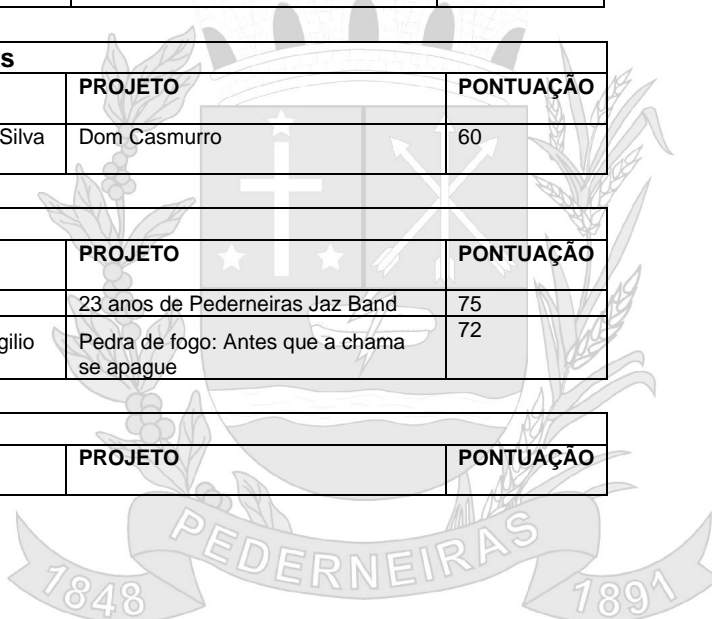 s
PROJETO PONTUAÇÃO
Silva Dom Casmurro 60
PROJETO PONTUAÇÃO
23 anos de Pederneiras Jaz Band 75
gilio Pedra de fogo: Antes que a chama 72
se apague
PROJETO PONTUAÇÃO
PEDERNEIRAS
1848 1891